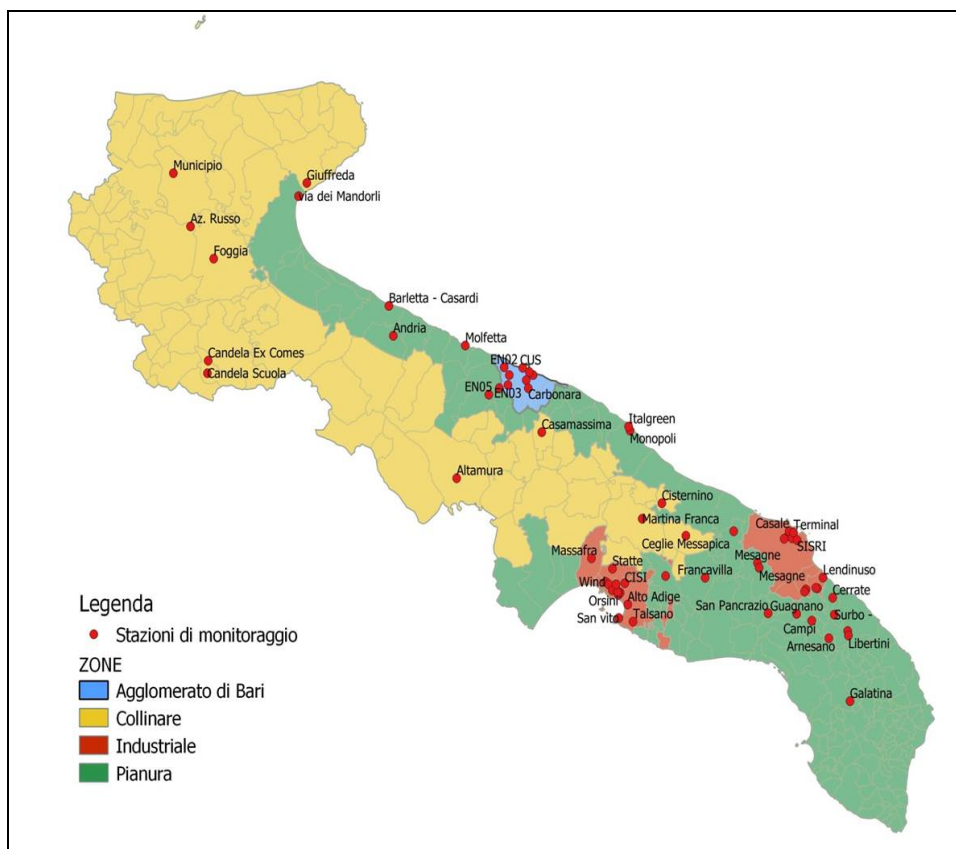 Municipio
Giuffreda
via dei Mandorli
Az. Russo
Foggia
Barletta - Casardi
Andria
Molfetta
Candela Ex Comes
Candela Scuola
EN02
CUS
EN05
EN03
Carbonara
Casamassima
Italgreen
Monopoli
Altamura
Cisternino
Martina Franca
Casale
Terminal
SISRI
Ceglie Messapica
Massafra
Statte
Mesagne
Mesagne
Lendinuso
Francavilla
Wind
CISI
Cerrate
Orsini
Alto Adige
San Pancrazio
Guagnano
Surbo -
San vito
Talsano
Campi
Arnesano
Libertini
Galatina
Legenda
Stazioni di monitoraggio
ZONE
Agglomerato di Bari
Collinare
Industriale
Pianura